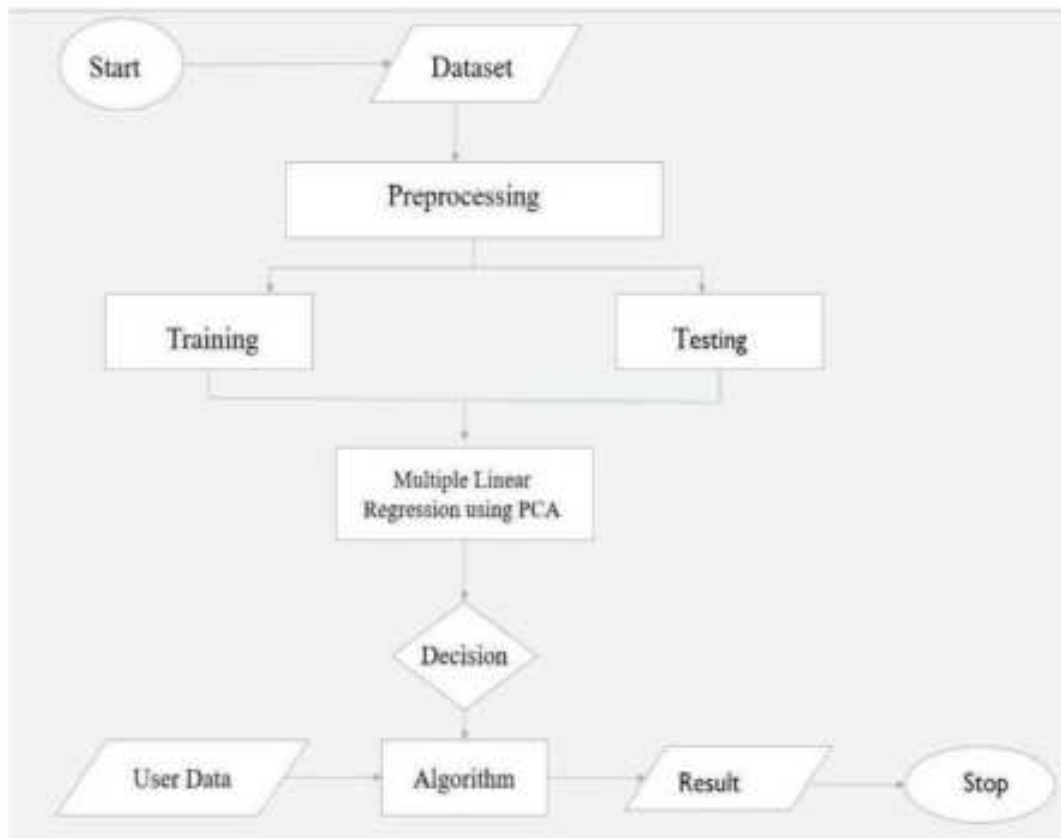 Start
Dataset
Preprocessing
Training
Testing
Multiple Linear
Regression using PCA
Decision
User Data
Algorithm
Result
Stop